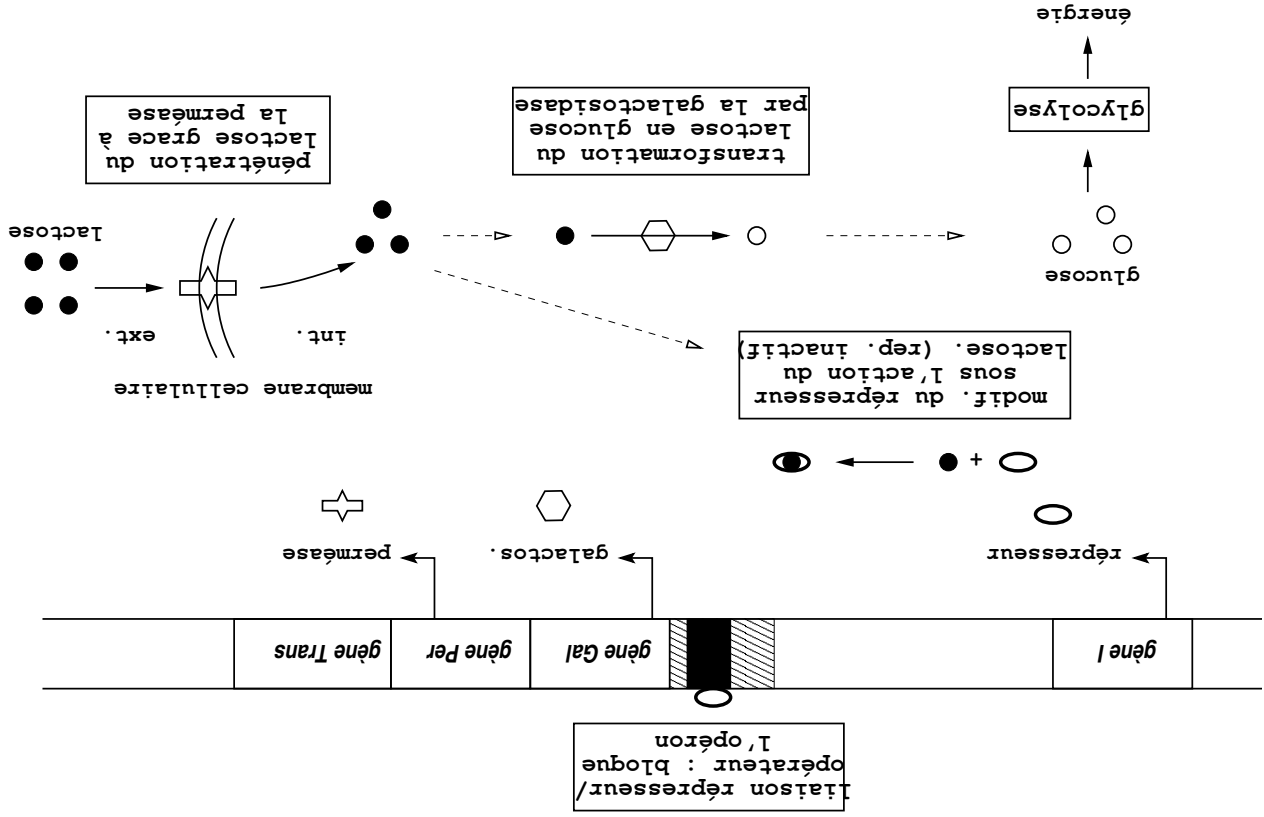 liaison répresseur/
opérateur : bloque
l'opéron
gène I
gène Gal
gène Per
gène Trans
répresseur
galactos.
perméase
+
modif. du répresseur
sous l'action du
lactose. (rep. inactif)
membrane cellulaire
int.
ext.
glucose
lactose
transformation du
lactose en glucose
par la galactosidase
pénétration du
lactose grace à
la perméase
glycolyse
énergie